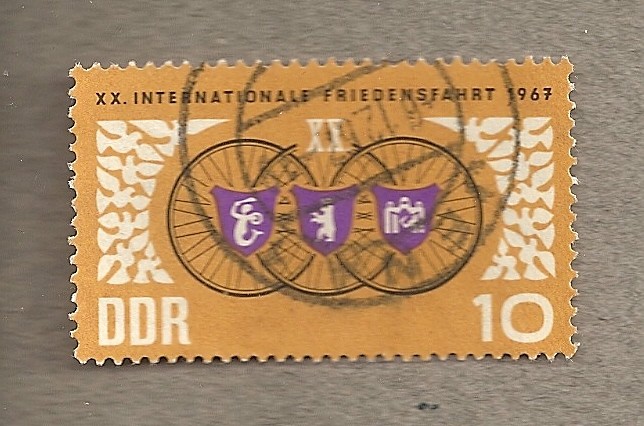 XX. INTERNATIONALE FRIEDENSFAHRT 1967
XX
DDR 10